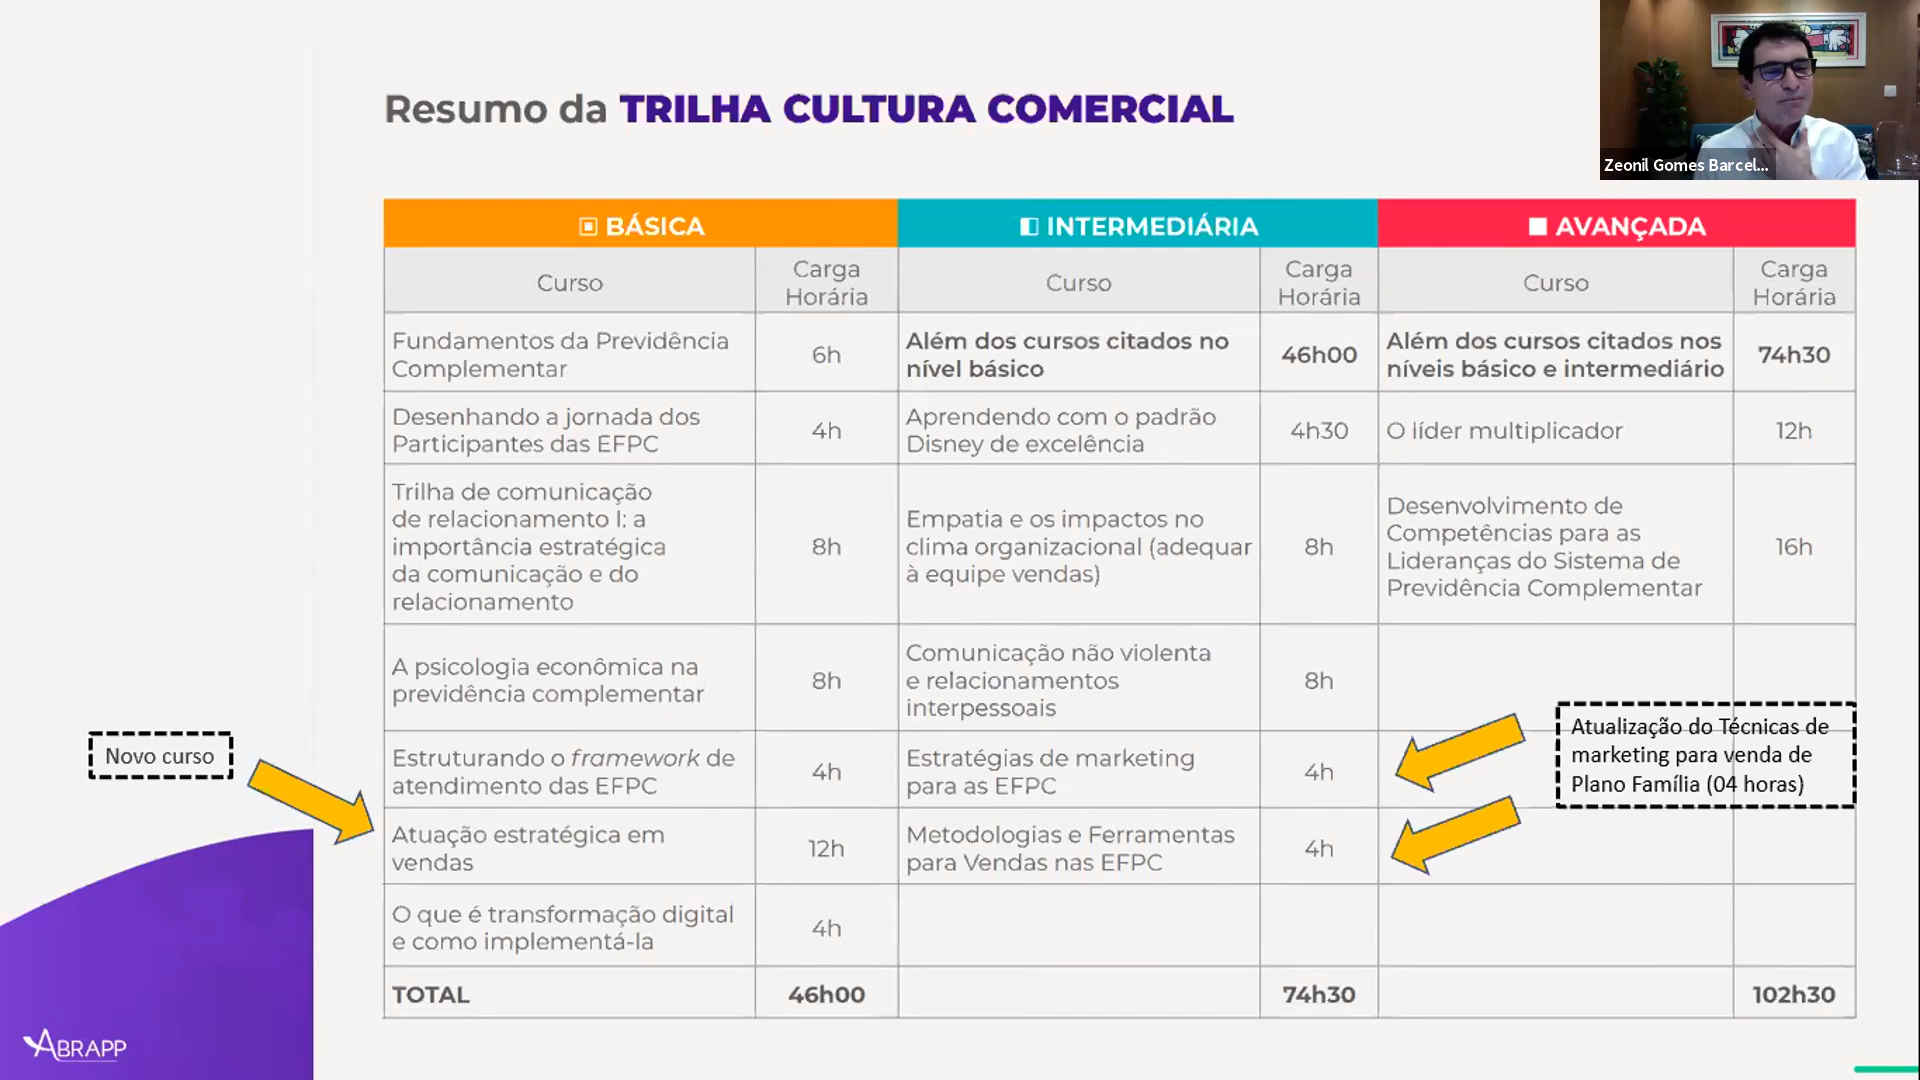 Resumo da TRILHA CULTURA COMERCIAL
Zeonil Gomes Barcel...
BÁSICA
INTERMEDIÁRIA
AVANÇADA
Curso
Carga
Horária
Curso
Carga
Horária
Curso
Carga
Horária
Fundamentos da Previdência
Complementar
6h
Além dos cursos citados no
nível básico
46h00
Além dos cursos citados nos
níveis básico e intermediário
74h30
Desenhando a jornada dos
Participantes das EFPC
4h
Aprendendo com o padrão
Disney de excelência
4h30
O líder multiplicador
12h
Trilha de comunicação
de relacionamento I: a
importância estratégica
da comunicação e do
relacionamento
8h
Empatia e os impactos no
clima organizacional (adequar
à equipe vendas)
8h
Desenvolvimento de
Competências para as
Lideranças do Sistema de
Previdência Complementar
16h
A psicologia econômica na
previdência complementar
8h
Comunicação não violenta
e relacionamentos
interpessoais
8h
Novo curso
Estruturando o framework de
atendimento das EFPC
4h
Estratégias de marketing
para as EFPC
4h
Atualização do Técnicas de
marketing para venda de
Plano Família (04 horas)
Atuação estratégica em
vendas
12h
Metodologias e Ferramentas
para Vendas nas EFPC
4h
O que é transformação digital
e como implementá-la
4h
TOTAL
46h00
74h30
102h30
ABRAPP